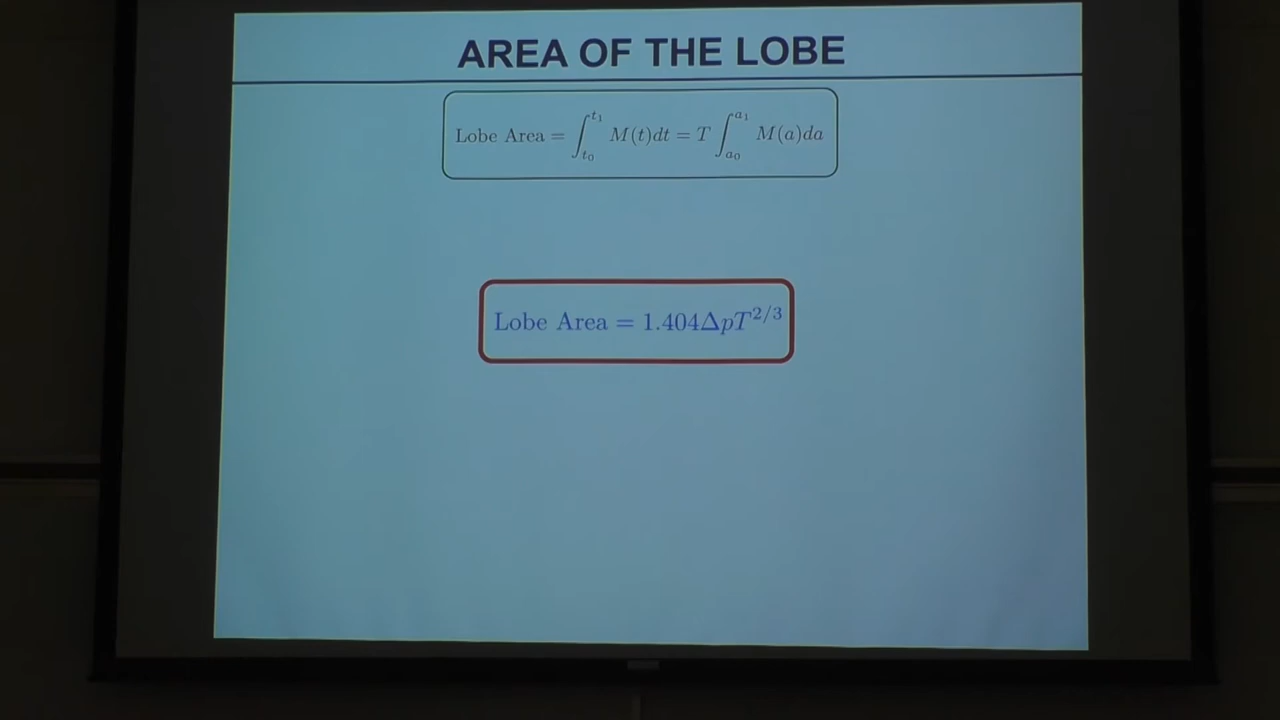 AREA OF THE LOBE
Lobe Area = ∫_{t_0}^{t_1} M(t)dt = T ∫_{a_0}^{a_1} M(a)da
Lobe Area = 1.404ΔpT^{2/3}